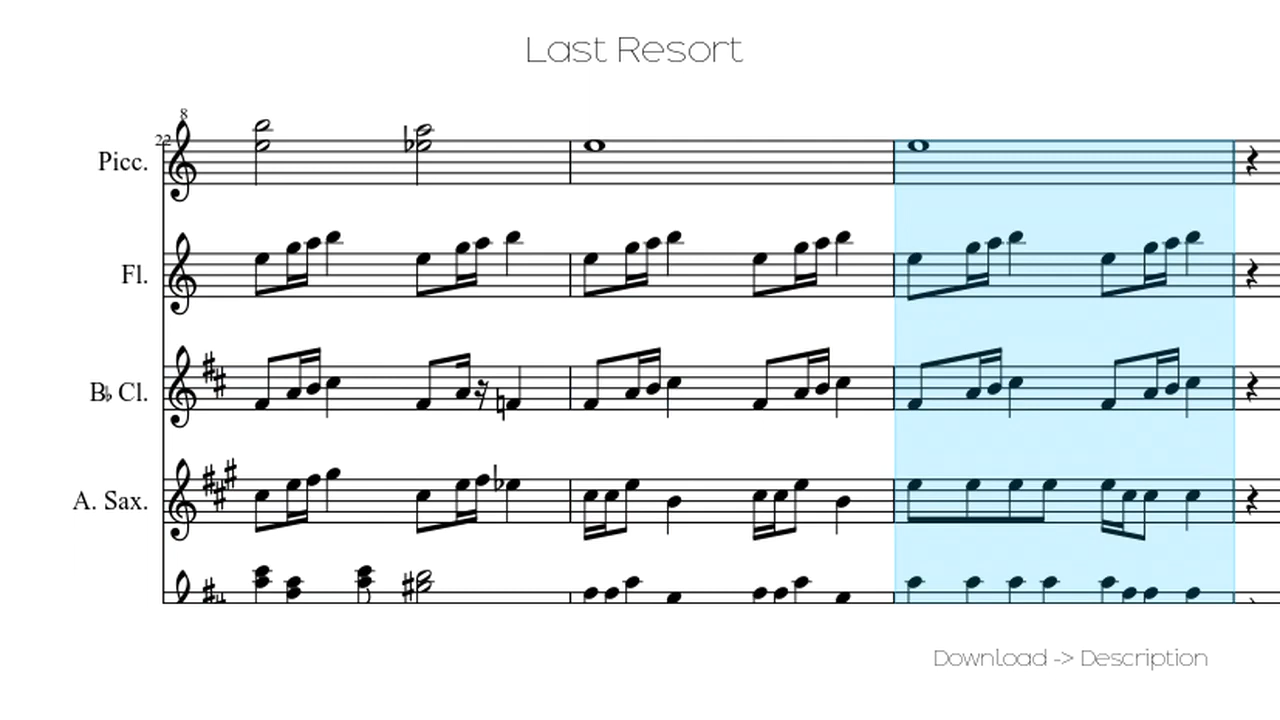 Last Resort
8
22
Picc.
Fl.
B♭ Cl.
A. Sax.
Download -> Description